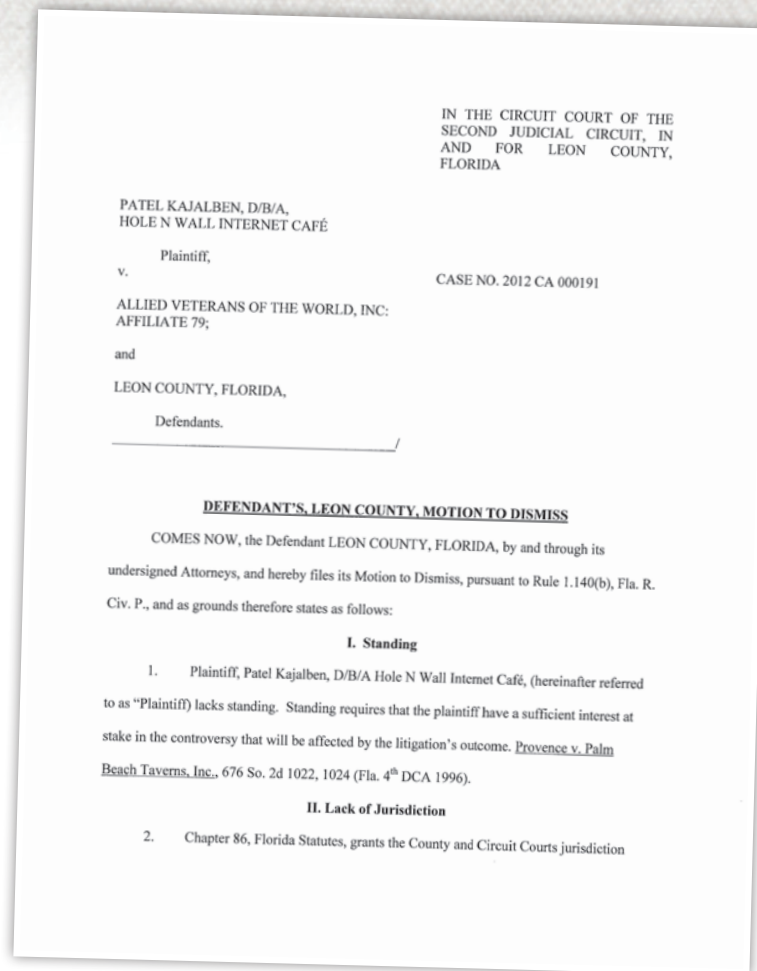 IN THE CIRCUIT COURT OF THE
SECOND JUDICIAL CIRCUIT, IN
AND FOR LEON COUNTY,
FLORIDA
PATEL KAJALBEN, D/B/A,
HOLE N WALL INTERNET CAFÉ
Plaintiff,
v.
CASE NO. 2012 CA 000191
ALLIED VETERANS OF THE WORLD, INC:
AFFILIATE 79;
and
LEON COUNTY, FLORIDA,
Defendants.
/
DEFENDANT'S, LEON COUNTY, MOTION TO DISMISS
COMES NOW, the Defendant LEON COUNTY, FLORIDA, by and through its
undersigned Attorneys, and hereby files its Motion to Dismiss, pursuant to Rule 1.140(b), Fla. R.
Civ. P., and as grounds therefore states as follows:
I. Standing
1. Plaintiff, Patel Kajalben, D/B/A Hole N Wall Internet Café, (hereinafter referred
to as "Plaintiff) lacks standing. Standing requires that the plaintiff have a sufficient interest at
stake in the controversy that will be affected by the litigation's outcome. Provence v. Palm
Beach Taverns, Inc., 676 So. 2d 1022, 1024 (Fla. 4th DCA 1996).
II. Lack of Jurisdiction
2. Chapter 86, Florida Statutes, grants the County and Circuit Courts jurisdiction